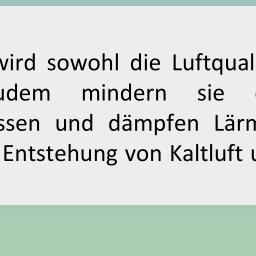 wird sowohl die Luftqual
udem mindern sie
ssen und dämpfen Lärm
Entstehung von Kaltluft u